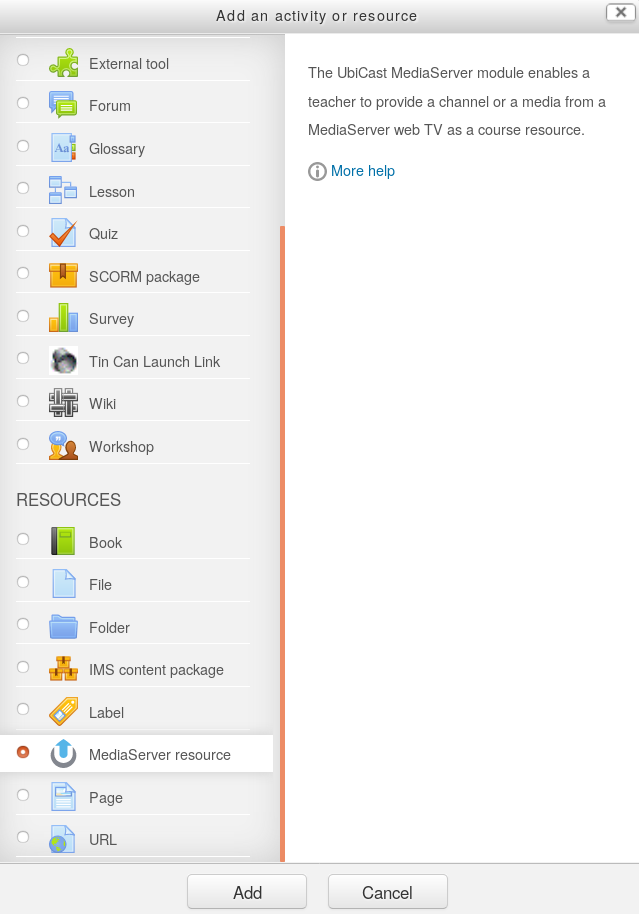 Add an activity or resource
External tool
Forum
Aa
Glossary
Lesson
Quiz
SCORM package
Survey
Tin Can Launch Link
Wiki
Workshop
RESOURCES
Book
File
Folder
IMS content package
Label
MediaServer resource
Page
URL
The UbiCast MediaServer module enables a
teacher to provide a channel or a media from a
MediaServer web TV as a course resource.
More help
Add
Cancel